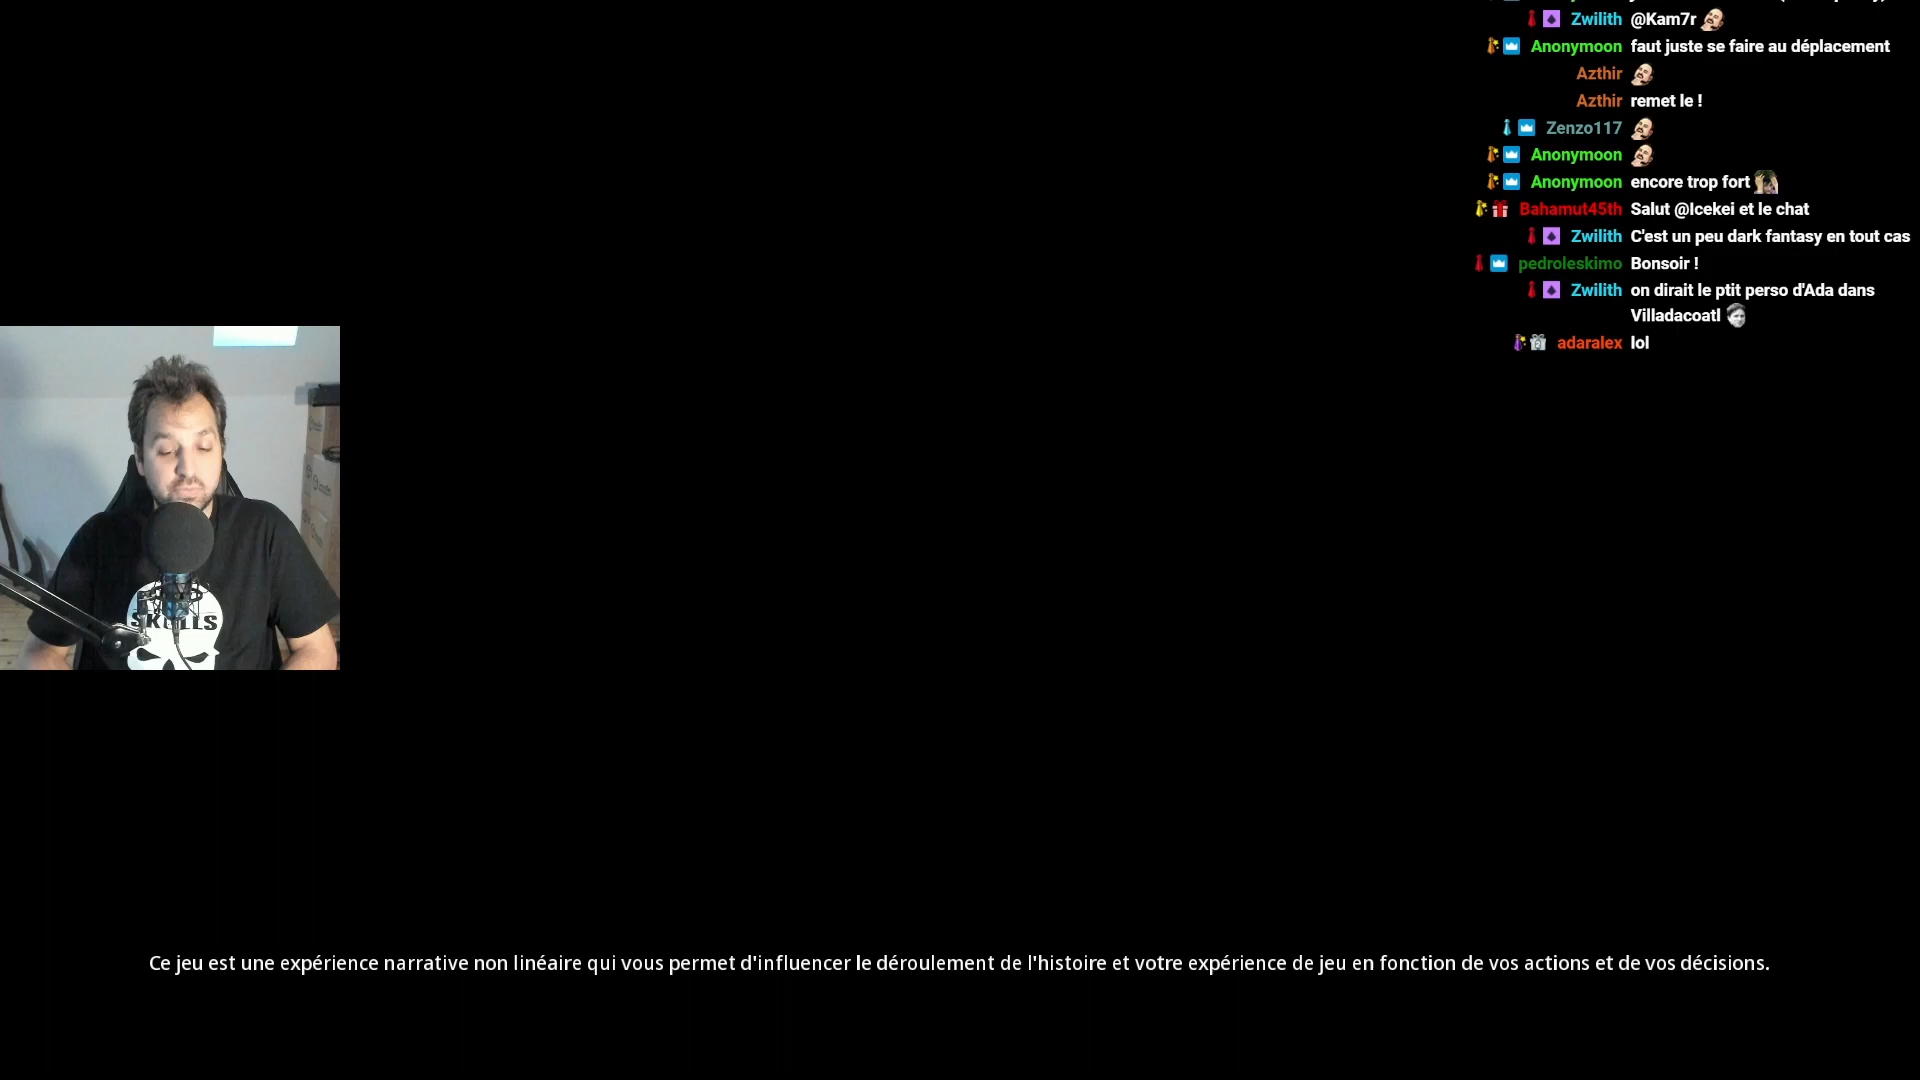 Zwilith @Kam7r
Anonymoon faut juste se faire au déplacement
Azthir
Azthir remet le !
Zenzo117
Anonymoon
Anonymoon encore trop fort
Bahamut45th Salut @Icekei et le chat
Zwilith C'est un peu dark fantasy en tout cas
pedroleskimo Bonsoir !
Zwilith on dirait le ptit perso d'Ada dans
Villadacoatl
adaralex lol
SKULLS
Ce jeu est une expérience narrative non linéaire qui vous permet d'influencer le déroulement de l'histoire et votre expérience de jeu en fonction de vos actions et de vos décisions.